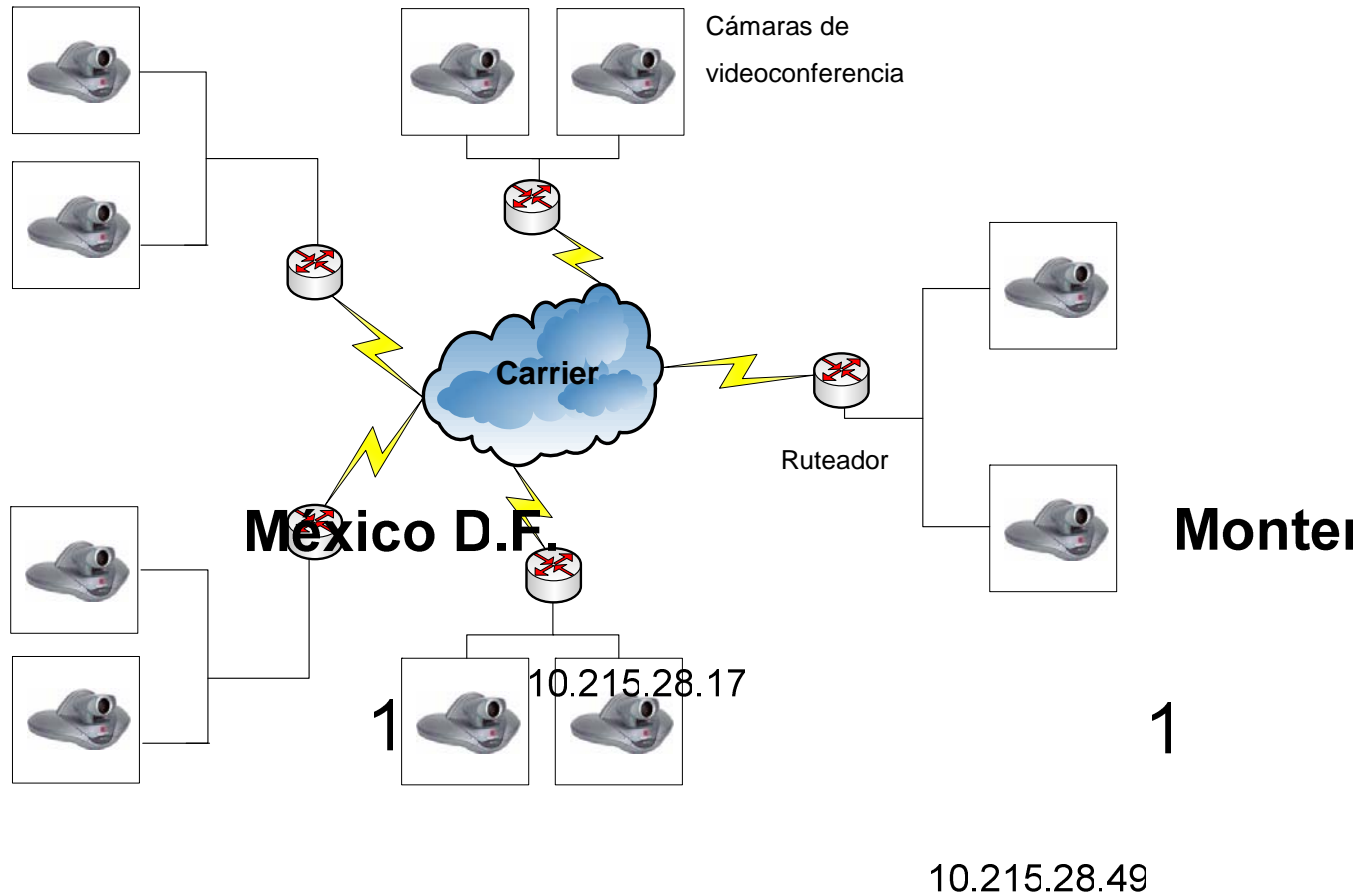 Cámaras de
videoconferencia
Carrier
Ruteador
México D.F.
10.215.28.17
1
1
10.215.28.49